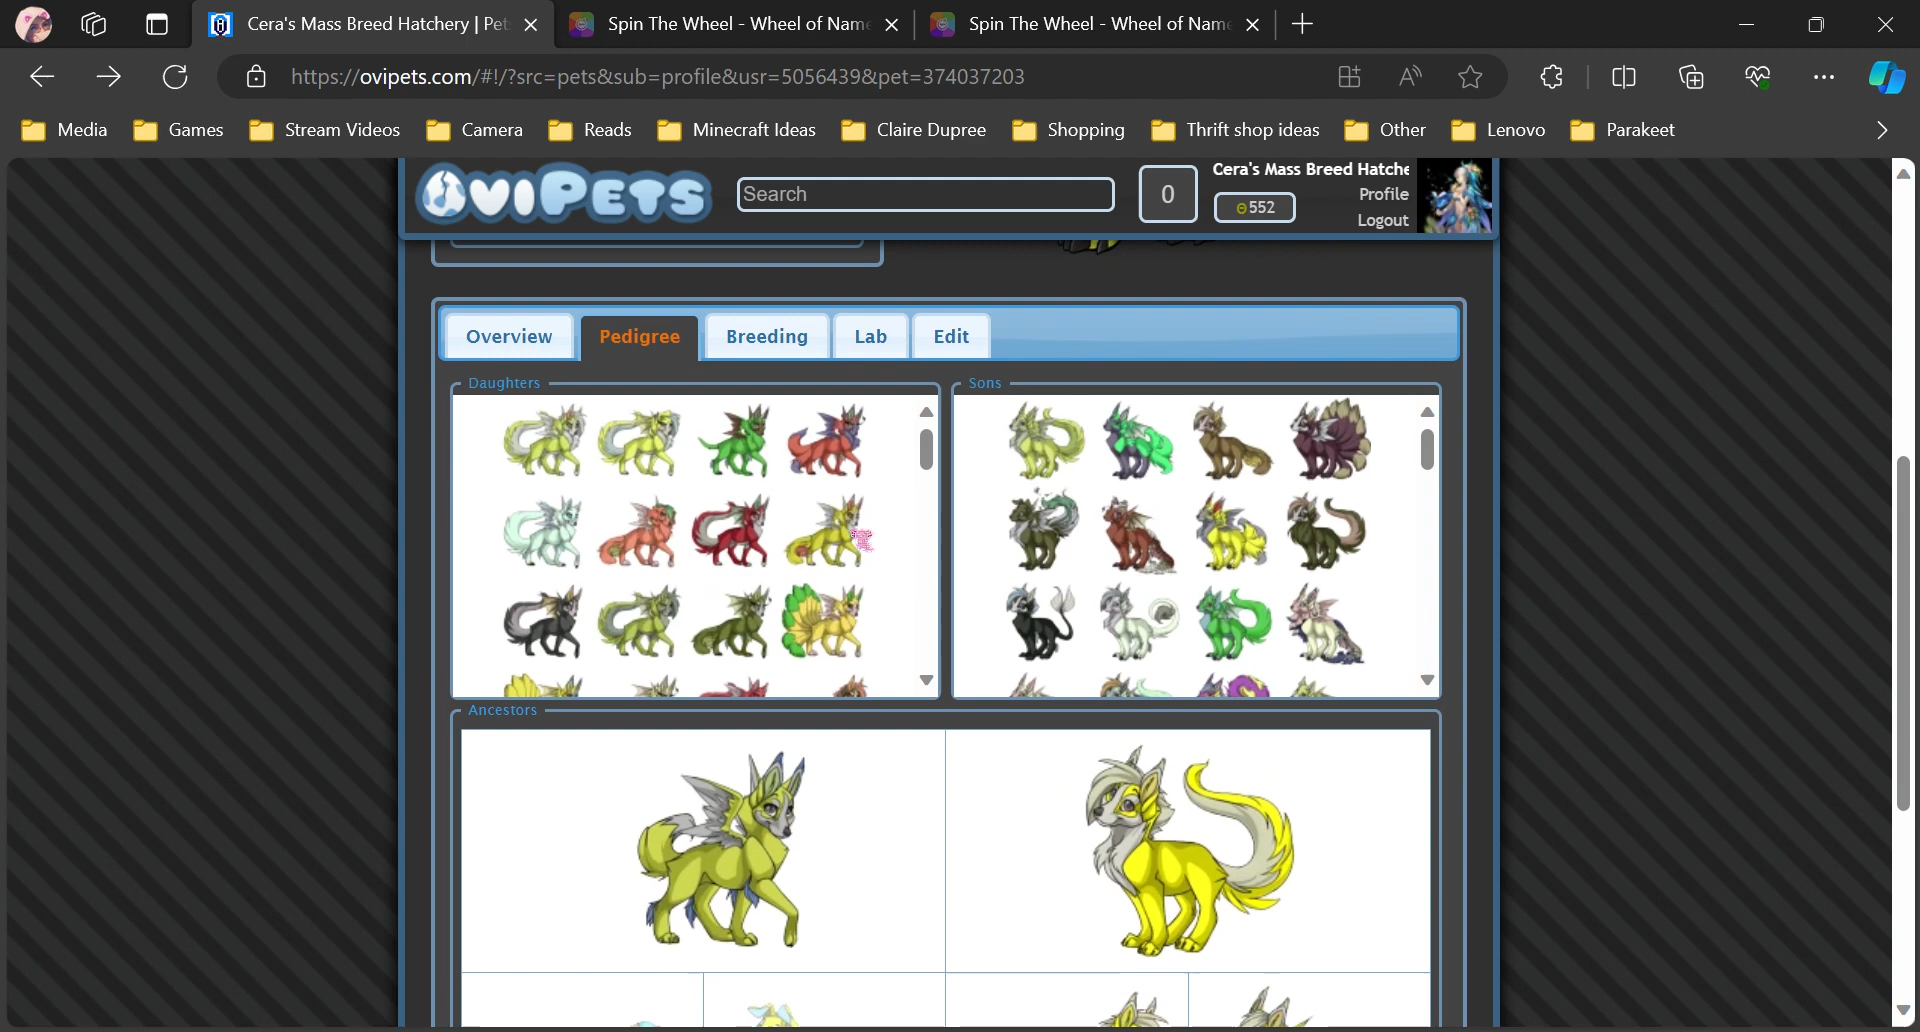 Cera's Mass Breed Hatchery | Pet
Spin The Wheel - Wheel of Name
Spin The Wheel - Wheel of Name
https://ovipets.com/#!/?src=pets&sub=profile&usr=5056439&pet=374037203
Media
Games
Stream Videos
Camera
Reads
Minecraft Ideas
Claire Dupree
Shopping
Thrift shop ideas
Other
Lenovo
Parakeet
OviPets
Search
0
Cera's Mass Breed Hatche
552
Profile
Logout
Overview
Pedigree
Breeding
Lab
Edit
Daughters
Sons
Ancestors